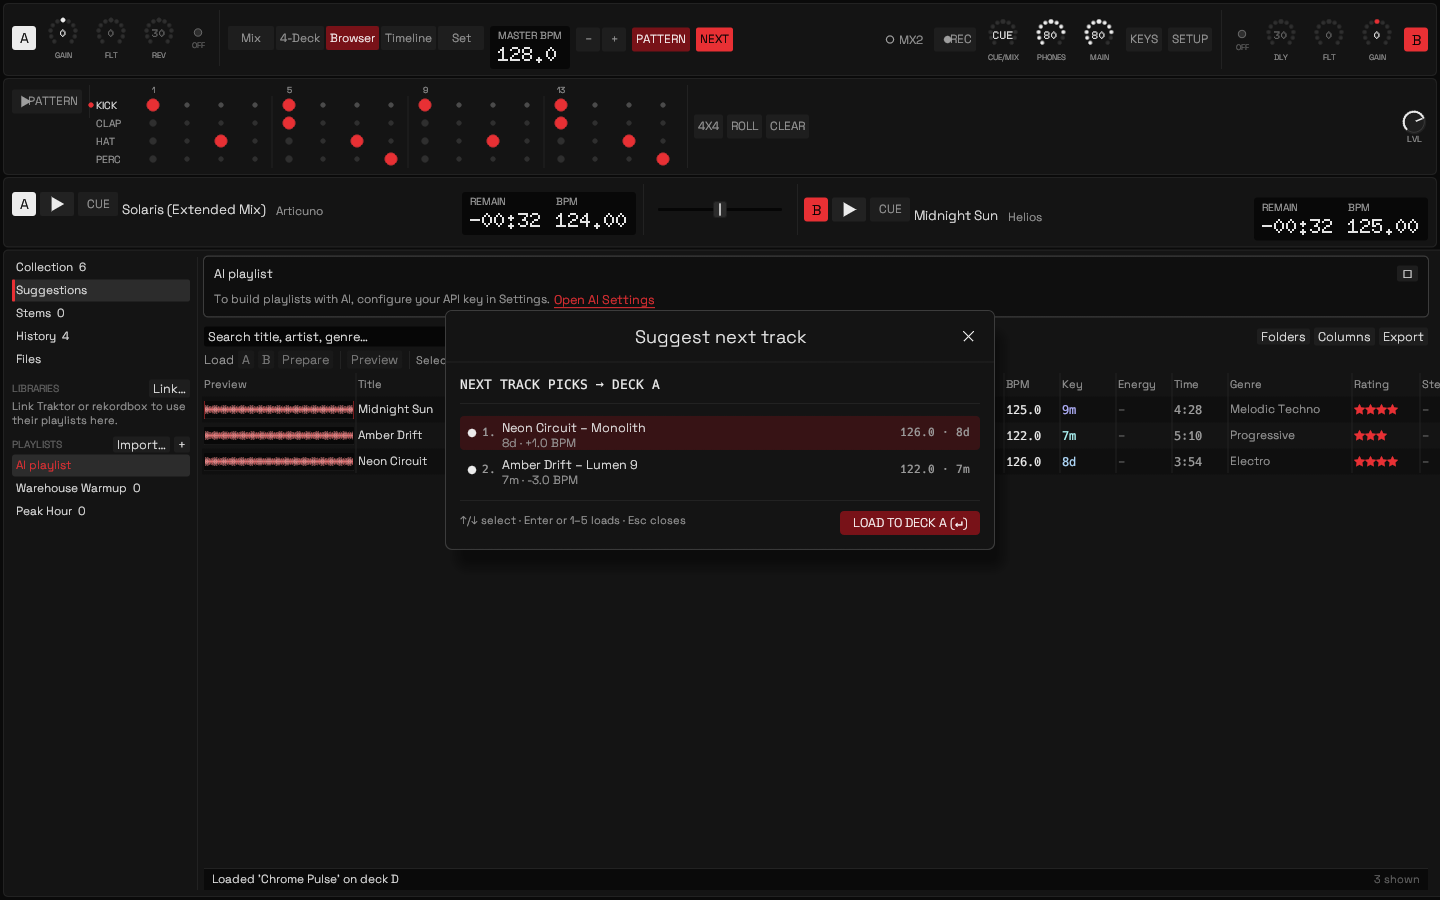 A
0
GAIN
0
FLT
30
REV
OFF
Mix
4-Deck
Browser
Timeline
Set
MASTER BPM
128.0
−
+
PATTERN
NEXT
MX2
REC
CUE
CUE/MIX
80
PHONES
80
MAIN
KEYS
SETUP
OFF
30
DLY
0
FLT
0
GAIN
B
PATTERN
1
5
9
13
KICK
CLAP
HAT
PERC
4X4
ROLL
CLEAR
LVL
A
CUE
Solaris (Extended Mix) Articuno
REMAIN
-00:32
BPM
124.00
B
CUE
Midnight Sun Helios
REMAIN
-00:32
BPM
125.00
Collection 6
Suggestions
Stems 0
History 4
Files
LIBRARIES
Link…
Link Traktor or rekordbox to use
their playlists here.
PLAYLISTS
Import…
+
AI playlist
Warehouse Warmup 0
Peak Hour 0
AI playlist
To build playlists with AI, configure your API key in Settings. Open AI Settings
Search title, artist, genre…
Folders
Columns
Export
Load A B Prepare Preview Selec
Preview Title BPM Key Energy Time Genre Rating Ste
Midnight Sun 125.0 9m – 4:28 Melodic Techno ★★★★ –
Amber Drift 122.0 7m – 5:10 Progressive ★★★ –
Neon Circuit 126.0 8d – 3:54 Electro ★★★★ –
Suggest next track
NEXT TRACK PICKS → DECK A
1. Neon Circuit – Monolith 126.0 · 8d
8d · +1.0 BPM
2. Amber Drift – Lumen 9 122.0 · 7m
7m · -3.0 BPM
↑/↓ select · Enter or 1–5 loads · Esc closes
LOAD TO DECK A (↵)
Loaded 'Chrome Pulse' on deck D
3 shown